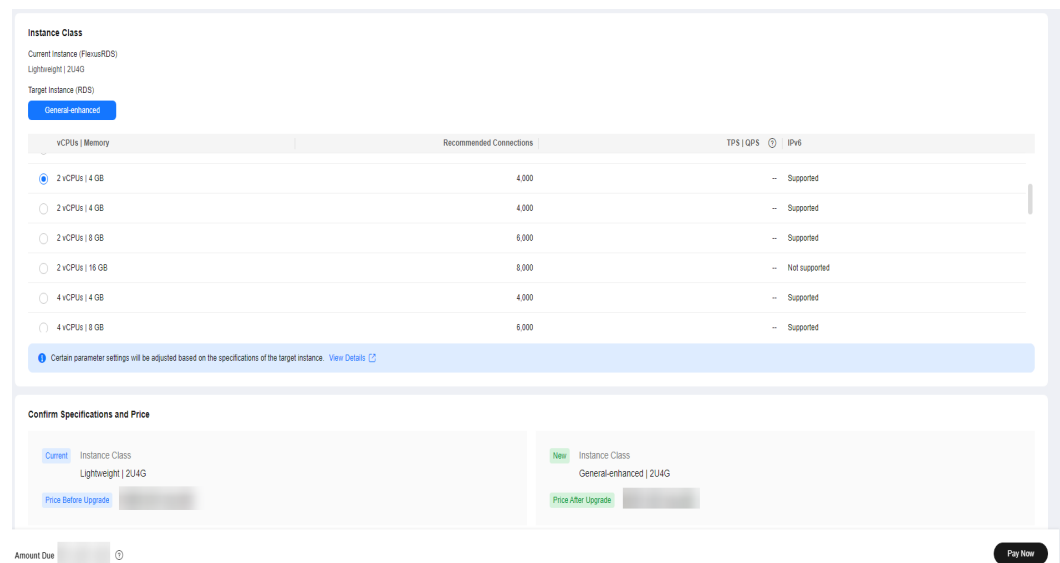 Instance Class
Current Instance (FlexusRDS)
Lightweight | 2U4G
Target Instance (RDS)
General-enhanced
vCPUs | Memory Recommended Connections TPS | QPS IPv6
2 vCPUs | 4 GB 4,000 -- Supported
2 vCPUs | 4 GB 4,000 -- Supported
2 vCPUs | 8 GB 6,000 -- Supported
2 vCPUs | 16 GB 8,000 -- Not supported
4 vCPUs | 4 GB 4,000 -- Supported
4 vCPUs | 8 GB 6,000 -- Supported
Certain parameter settings will be adjusted based on the specifications of the target instance. View Details
Confirm Specifications and Price
Current Instance Class
Lightweight | 2U4G
Price Before Upgrade
New Instance Class
General-enhanced | 2U4G
Price After Upgrade
Amount Due
Pay Now